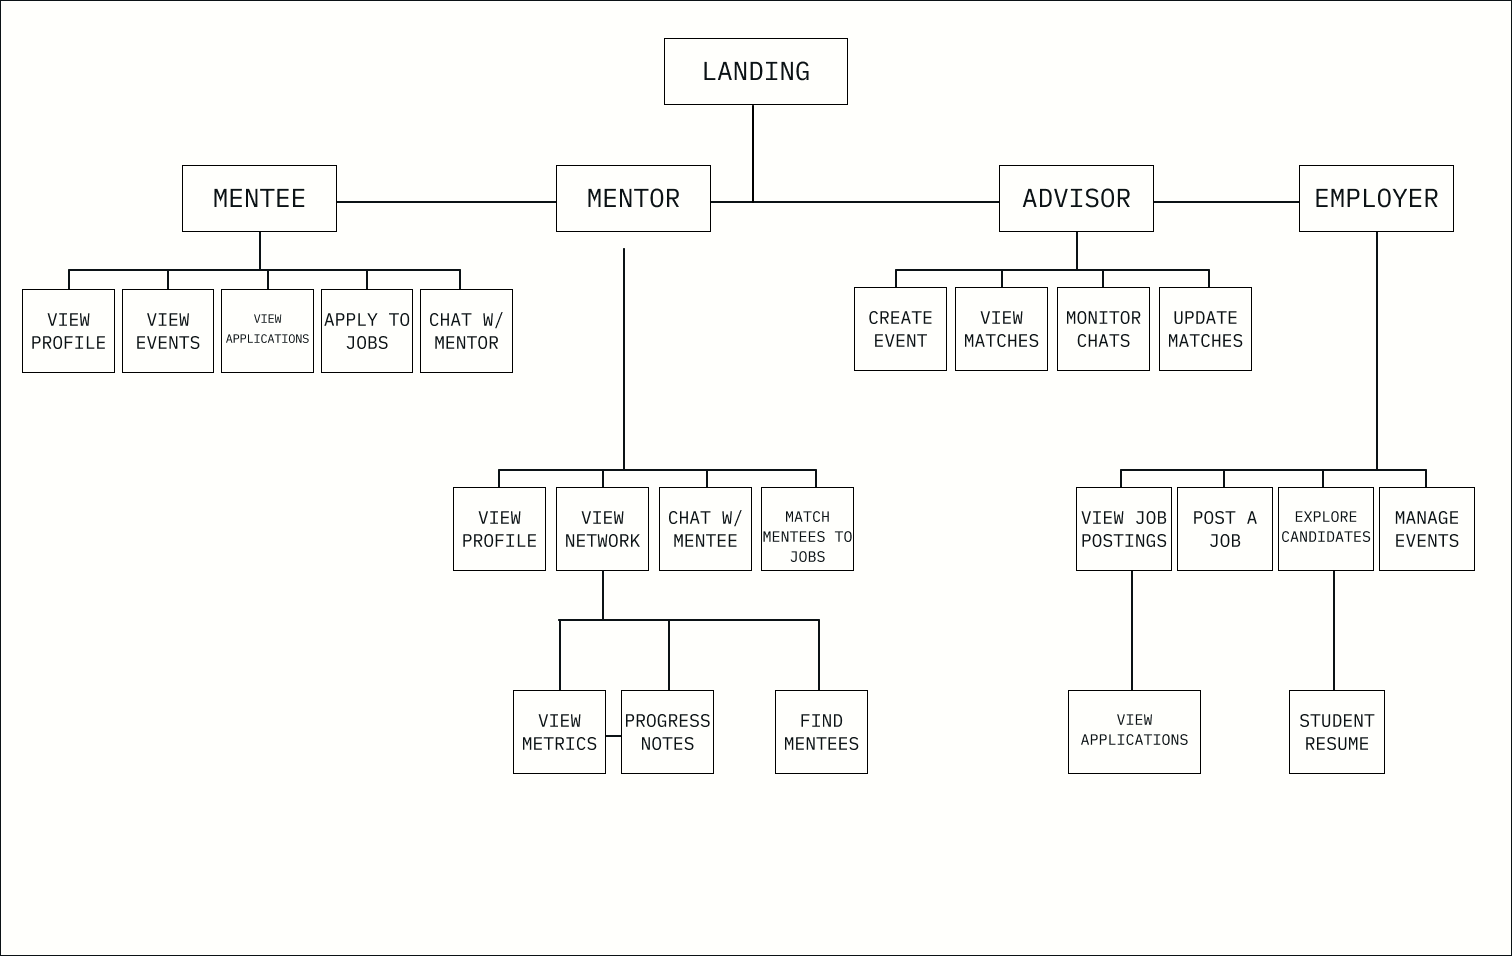 LANDING
MENTEE
MENTOR
ADVISOR
EMPLOYER
VIEW
PROFILE
VIEW
EVENTS
VIEW
APPLICATIONS
APPLY TO
JOBS
CHAT W/
MENTOR
CREATE
EVENT
VIEW
MATCHES
MONITOR
CHATS
UPDATE
MATCHES
VIEW
PROFILE
VIEW
NETWORK
CHAT W/
MENTEE
MATCH
MENTEES TO
JOBS
VIEW JOB
POSTINGS
POST A
JOB
EXPLORE
CANDIDATES
MANAGE
EVENTS
VIEW
METRICS
PROGRESS
NOTES
FIND
MENTEES
VIEW
APPLICATIONS
STUDENT
RESUME